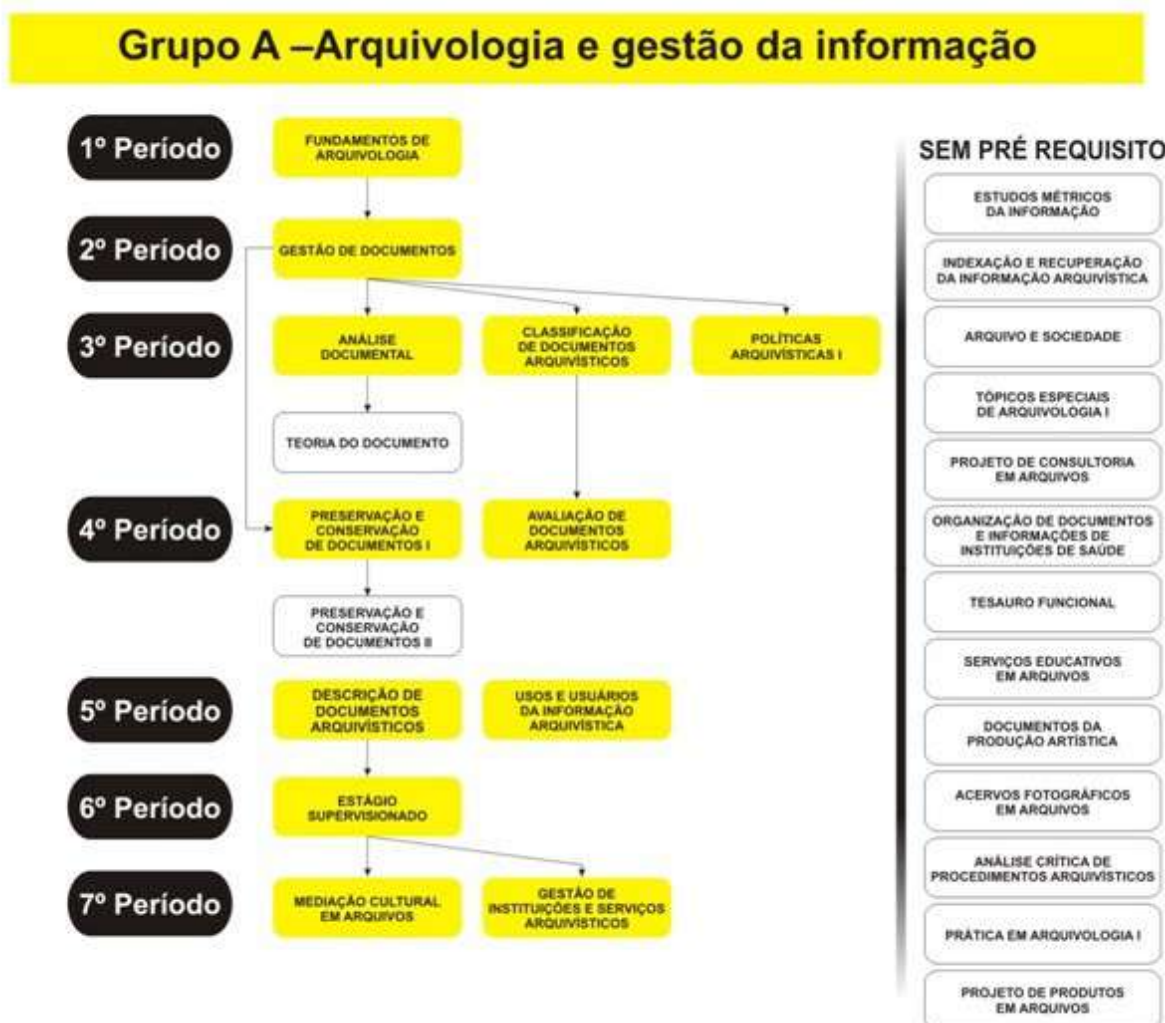 Grupo A –Arquivologia e gestão da informação
1º Período
FUNDAMENTOS DE
ARQUIVOLOGIA
2º Período
GESTÃO DE DOCUMENTOS
3º Período
ANÁLISE
DOCUMENTAL
CLASSIFICAÇÃO
DE DOCUMENTOS
ARQUIVÍSTICOS
POLÍTICAS
ARQUIVÍSTICAS I
TEORIA DO DOCUMENTO
4º Período
PRESERVAÇÃO E
CONSERVAÇÃO
DE DOCUMENTOS I
AVALIAÇÃO DE
DOCUMENTOS
ARQUIVÍSTICOS
PRESERVAÇÃO E
CONSERVAÇÃO
DE DOCUMENTOS II
5º Período
DESCRIÇÃO DE
DOCUMENTOS
ARQUIVÍSTICOS
USOS E USUÁRIOS
DA INFORMAÇÃO
ARQUIVÍSTICA
6º Período
ESTÁGIO
SUPERVISIONADO
7º Período
MEDIAÇÃO CULTURAL
EM ARQUIVOS
GESTÃO DE
INSTITUIÇÕES E SERVIÇOS
ARQUIVÍSTICOS
SEM PRÉ REQUISITO
ESTUDOS MÉTRICOS
DA INFORMAÇÃO
INDEXAÇÃO E RECUPERAÇÃO
DA INFORMAÇÃO ARQUIVÍSTICA
ARQUIVO E SOCIEDADE
TÓPICOS ESPECIAIS
DE ARQUIVOLOGIA I
PROJETO DE CONSULTORIA
EM ARQUIVOS
ORGANIZAÇÃO DE DOCUMENTOS
E INFORMAÇÕES DE
INSTITUIÇÕES DE SAÚDE
TESAURO FUNCIONAL
SERVIÇOS EDUCATIVOS
EM ARQUIVOS
DOCUMENTOS DA
PRODUÇÃO ARTÍSTICA
ACERVOS FOTOGRÁFICOS
EM ARQUIVOS
ANÁLISE CRÍTICA DE
PROCEDIMENTOS ARQUIVÍSTICOS
PRÁTICA EM ARQUIVOLOGIA I
PROJETO DE PRODUTOS
EM ARQUIVOS